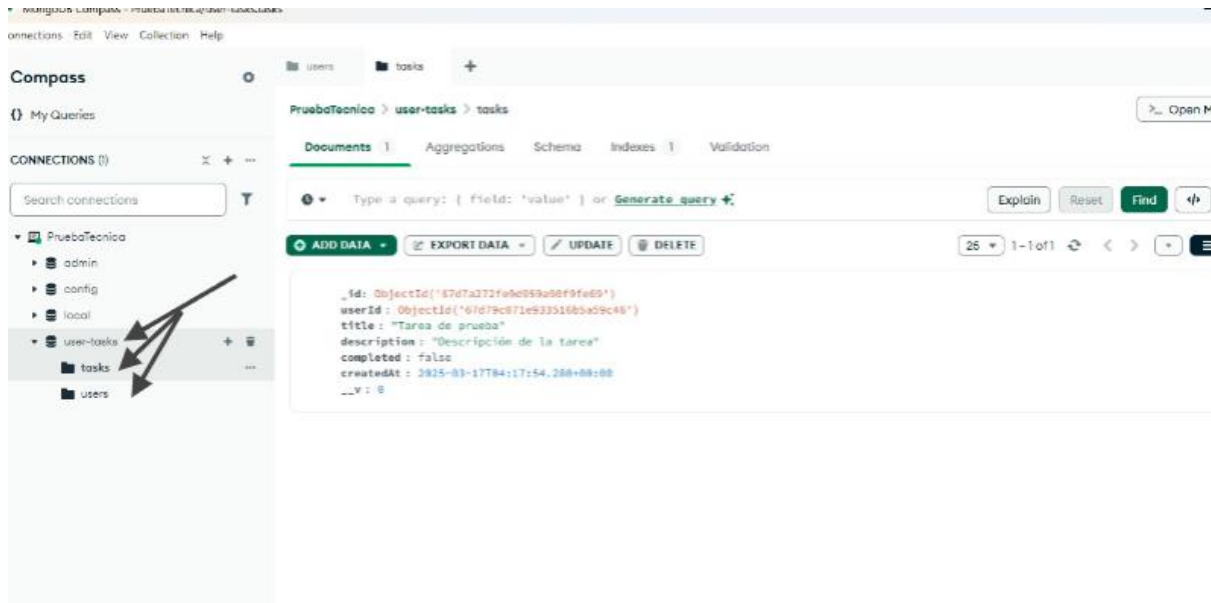 MongoDB Compass - PruebaTecnica/user-tasks.tasks
onnections Edit View Collection Help
Compass
{} My Queries
CONNECTIONS (1)
Search connections
PruebaTecnica
admin
config
local
user-tasks
tasks
users
users
tasks
PruebaTecnica > user-tasks > tasks
>_ Open M
Documents 1 Aggregations Schema Indexes 1 Validation
Type a query: { field: 'value' } or Generate query
Explain Reset Find </>
ADD DATA EXPORT DATA UPDATE DELETE
25 1-1 of 1
_id: ObjectId(
userId : ObjectId(
title : "Tarea de prueba"
description : "Descripción de la tarea"
completed : false
createdAt : 2025-03-17T04:17:54.280+00:00
__v : 0